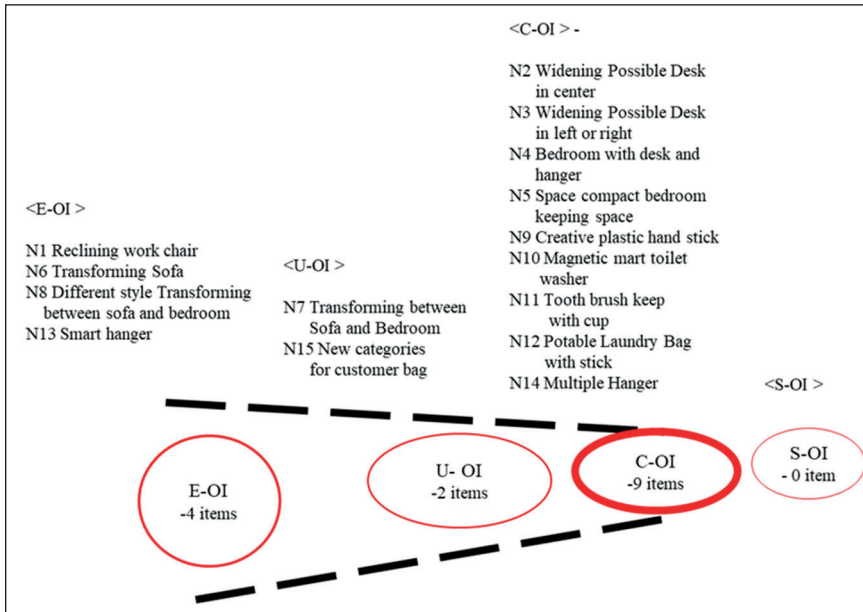 <E-OI >
N1 Reclining work chair
N6 Transforming Sofa
N8 Different style Transforming
between sofa and bedroom
N13 Smart hanger
<U-OI >
N7 Transforming between
Sofa and Bedroom
N15 New categories
for customer bag
<C-OI > -
N2 Widening Possible Desk
in center
N3 Widening Possible Desk
in left or right
N4 Bedroom with desk and
hanger
N5 Space compact bedroom
keeping space
N9 Creative plastic hand stick
N10 Magnetic mart toilet
washer
N11 Tooth brush keep
with cup
N12 Potable Laundry Bag
with stick
N14 Multiple Hanger
<S-OI >
E-OI
-4 items
U- OI
-2 items
C-OI
-9 items
S-OI
- 0 item